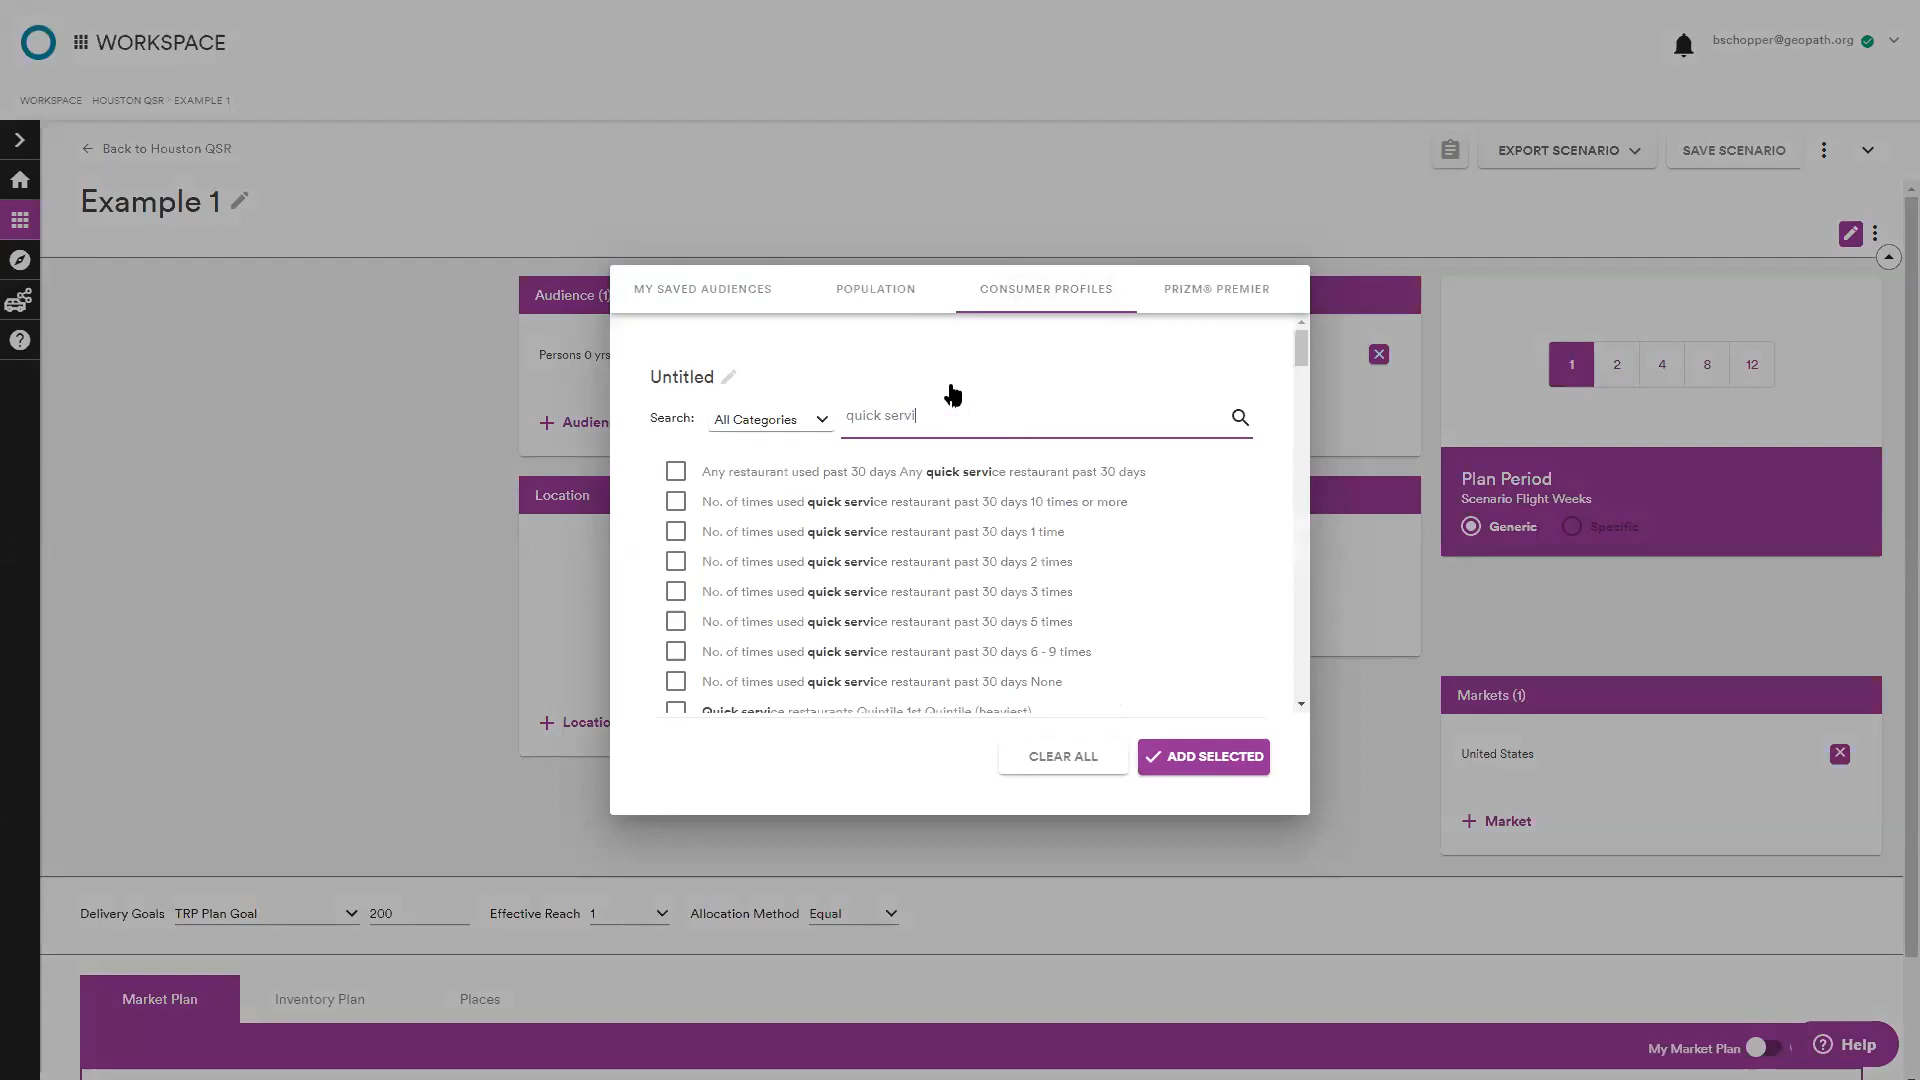 WORKSPACE
bschopper@geopath.org
WORKSPACE HOUSTON QSR > EXAMPLE 1
Back to Houston QSR
EXPORT SCENARIO
SAVE SCENARIO
Example 1
Audience (1)
MY SAVED AUDIENCES
POPULATION
CONSUMER PROFILES
PRIZM® PREMIER
Persons 0 yrs
1
2
4
8
12
Untitled
Search:
All Categories
quick servi
+ Audien
Any restaurant used past 30 days Any quick service restaurant past 30 days
Location
No. of times used quick service restaurant past 30 days 10 times or more
No. of times used quick service restaurant past 30 days 1 time
No. of times used quick service restaurant past 30 days 2 times
No. of times used quick service restaurant past 30 days 3 times
No. of times used quick service restaurant past 30 days 5 times
No. of times used quick service restaurant past 30 days 6 - 9 times
No. of times used quick service restaurant past 30 days None
Quick service restaurants Quintile 1st Quintile (heaviest)
Plan Period
Scenario Flight Weeks
Generic
Specific
+ Locatio
CLEAR ALL
ADD SELECTED
Markets (1)
United States
+ Market
Delivery Goals
TRP Plan Goal
200
Effective Reach
1
Allocation Method
Equal
Market Plan
Inventory Plan
Places
My Market Plan
Help